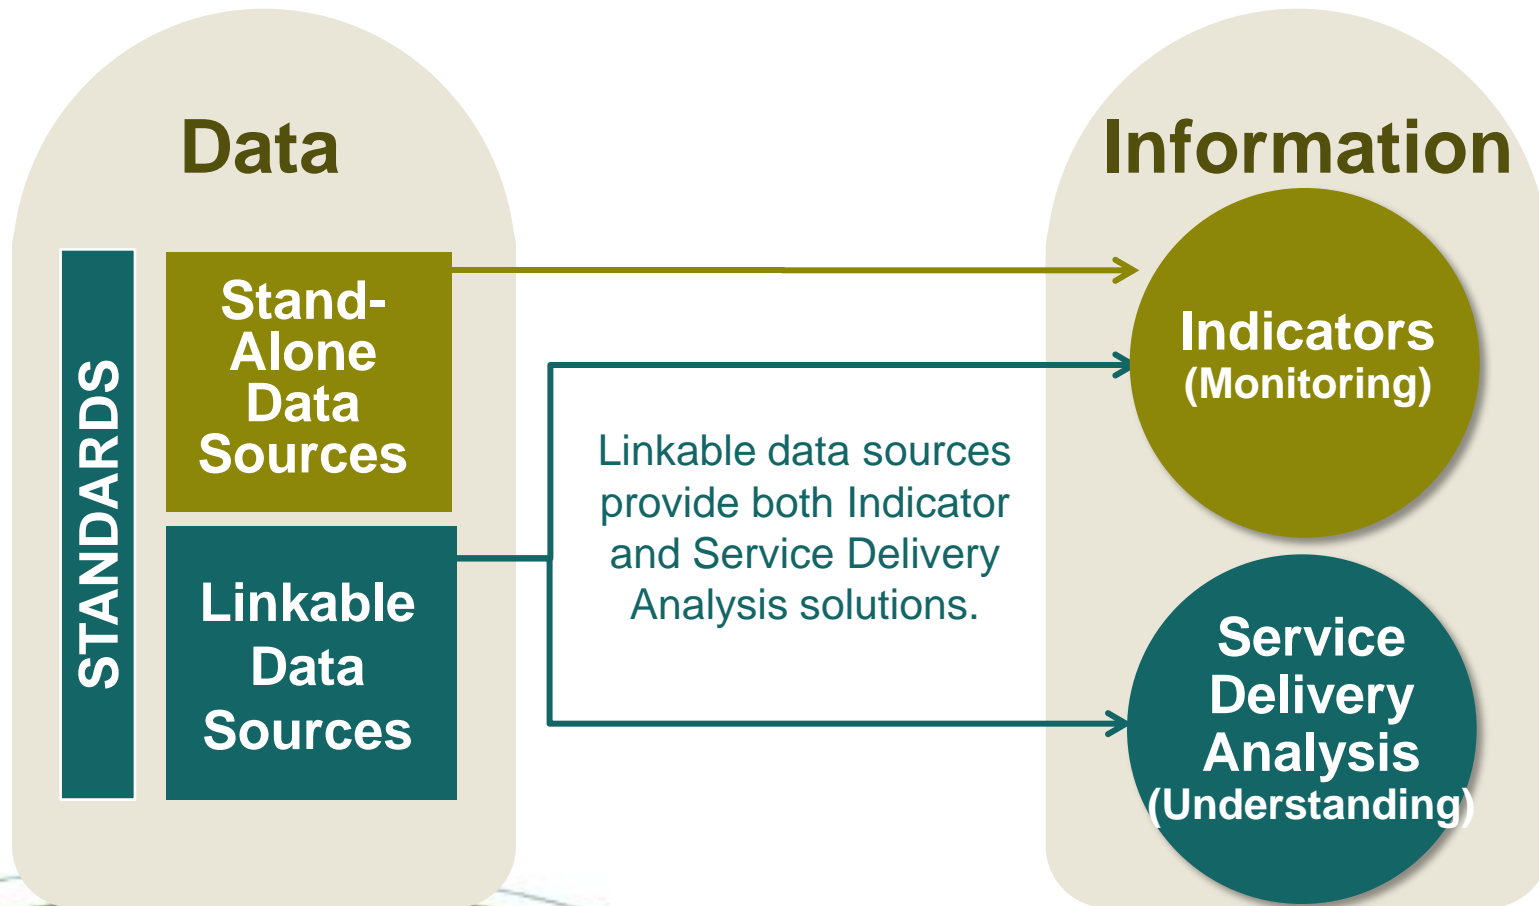 Data
STANDARDS
Stand-
Alone
Data
Sources
Linkable
Data
Sources
Linkable data sources
provide both Indicator
and Service Delivery
Analysis solutions.
Information
Indicators
(Monitoring)
Service
Delivery
Analysis
(Understanding)